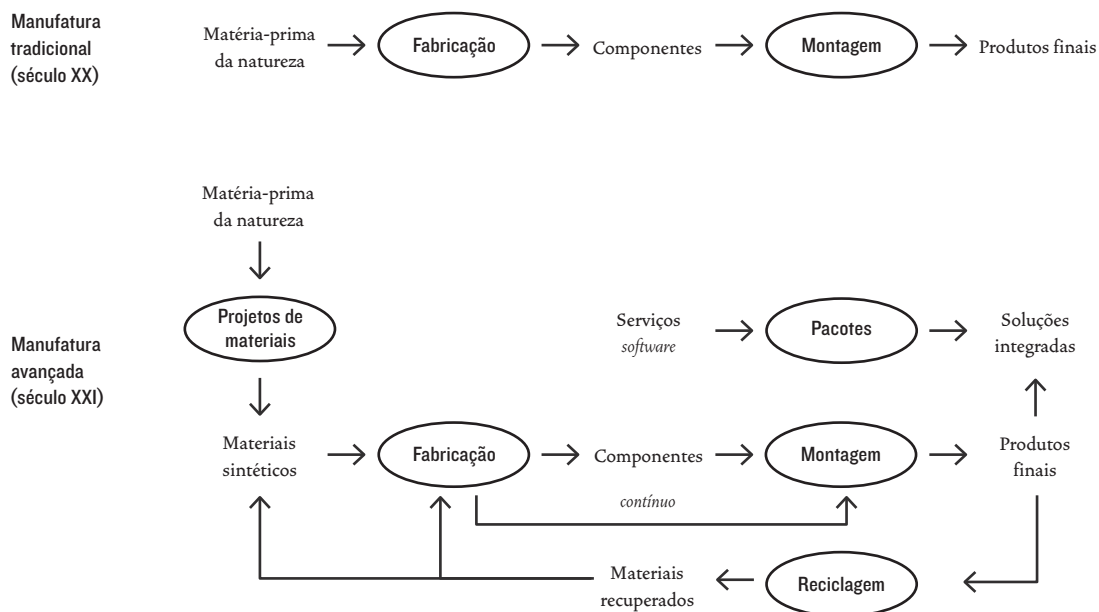 Manufatura
tradicional
(século XX)
Matéria-prima
da natureza
Fabricação
Componentes
Montagem
Produtos finais
Matéria-prima
da natureza
Manufatura
avançada
(século XXI)
Projetos de
materiais
Serviços
software
Pacotes
Soluções
integradas
Materiais
sintéticos
Fabricação
Componentes
Montagem
Produtos
finais
contínuo
Materiais
recuperados
Reciclagem